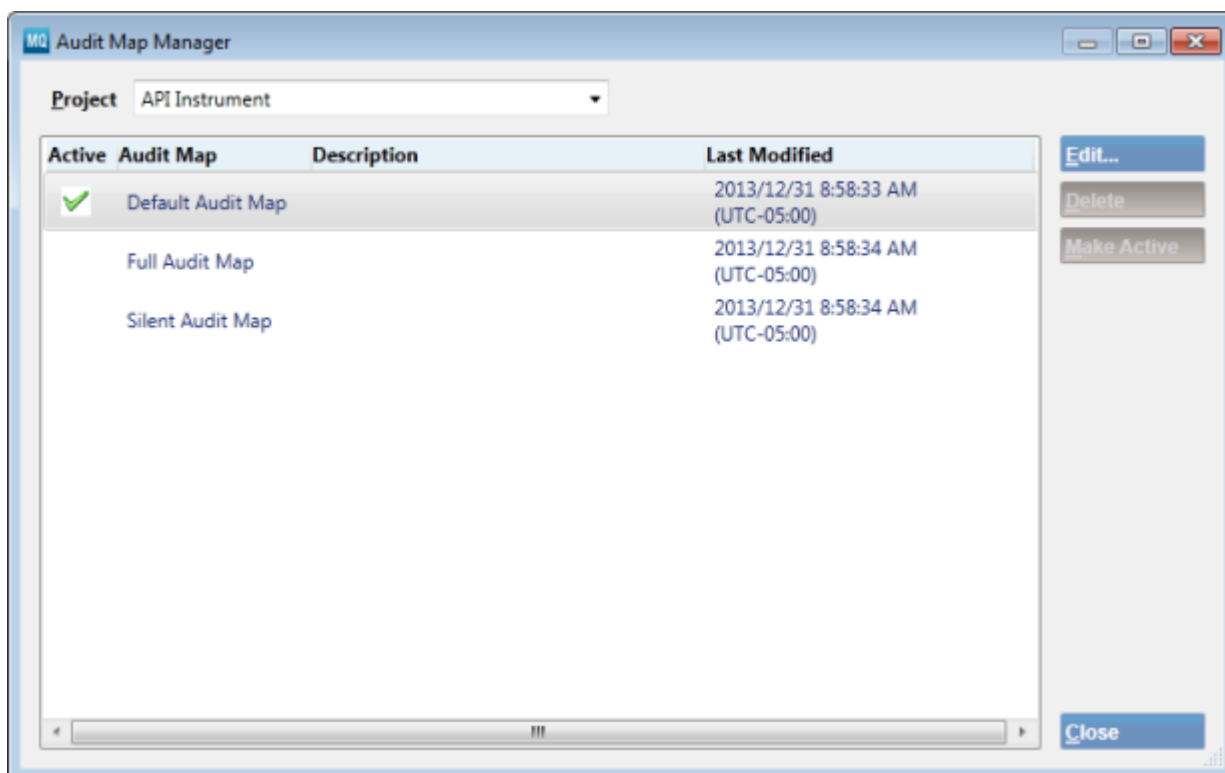 MQ Audit Map Manager
Project API Instrument
Active Audit Map Description Last Modified
Default Audit Map 2013/12/31 8:58:33 AM
(UTC-05:00)
Full Audit Map 2013/12/31 8:58:34 AM
(UTC-05:00)
Silent Audit Map 2013/12/31 8:58:34 AM
(UTC-05:00)
Edit...
Delete
Make Active
Close